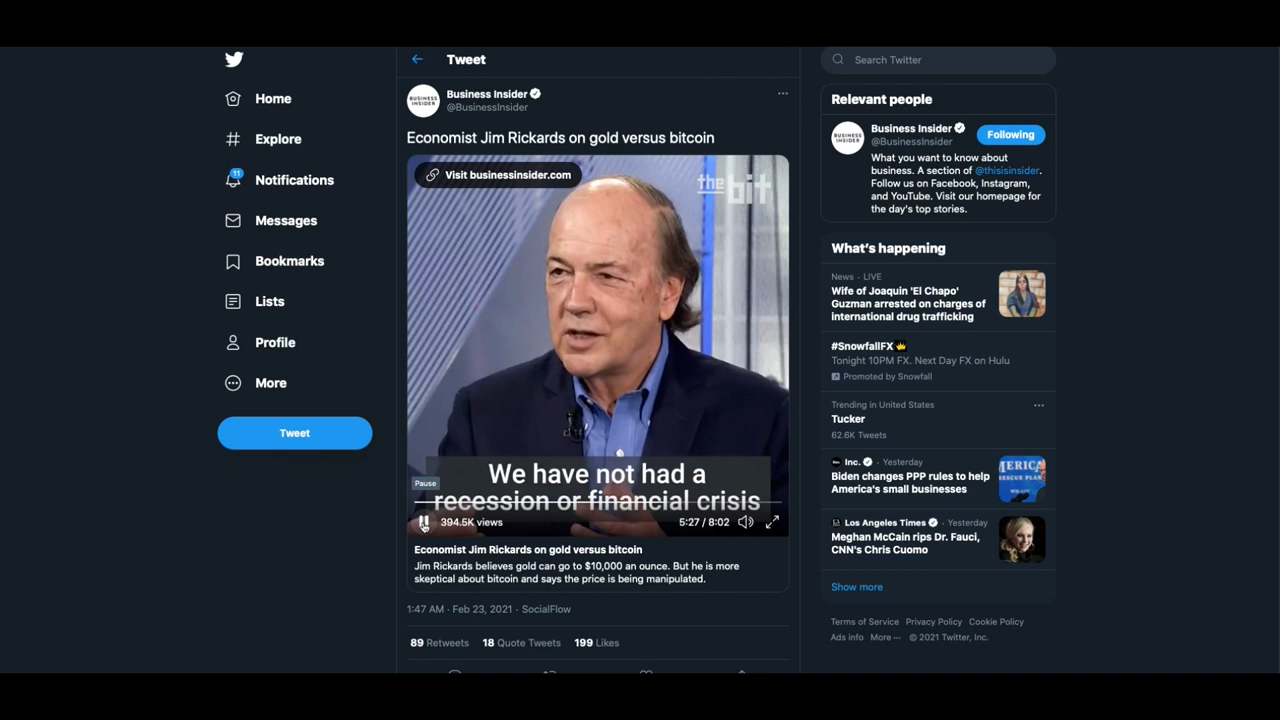 Home
Explore
11
Notifications
Messages
Bookmarks
Lists
Profile
More
Tweet
Tweet
BUSINESS
INSIDER
Business Insider
@BusinessInsider
Economist Jim Rickards on gold versus bitcoin
Visit businessinsider.com
the bit
We have not had a
recession or financial crisis
Pause
394.5K views
5:27 / 8:02
Economist Jim Rickards on gold versus bitcoin
Jim Rickards believes gold can go to $10,000 an ounce. But he is more
skeptical about bitcoin and says the price is being manipulated.
1:47 AM · Feb 23, 2021 · SocialFlow
89 Retweets 18 Quote Tweets 199 Likes
Search Twitter
Relevant people
BUSINESS
INSIDER
Business Insider
@BusinessInsider
Following
What you want to know about
business. A section of @thisisinsider.
Follow us on Facebook, Instagram,
and YouTube. Visit our homepage for
the day's top stories.
What's happening
News · LIVE
Wife of Joaquin 'El Chapo'
Guzman arrested on charges of
international drug trafficking
#SnowfallFX
Tonight 10PM FX. Next Day FX on Hulu
Promoted by Snowfall
Trending in United States
Tucker
62.6K Tweets
Inc. · Yesterday
Biden changes PPP rules to help
America's small businesses
Los Angeles Times · Yesterday
Meghan McCain rips Dr. Fauci,
CNN's Chris Cuomo
Show more
Terms of Service Privacy Policy Cookie Policy
Ads info More ··· © 2021 Twitter, Inc.